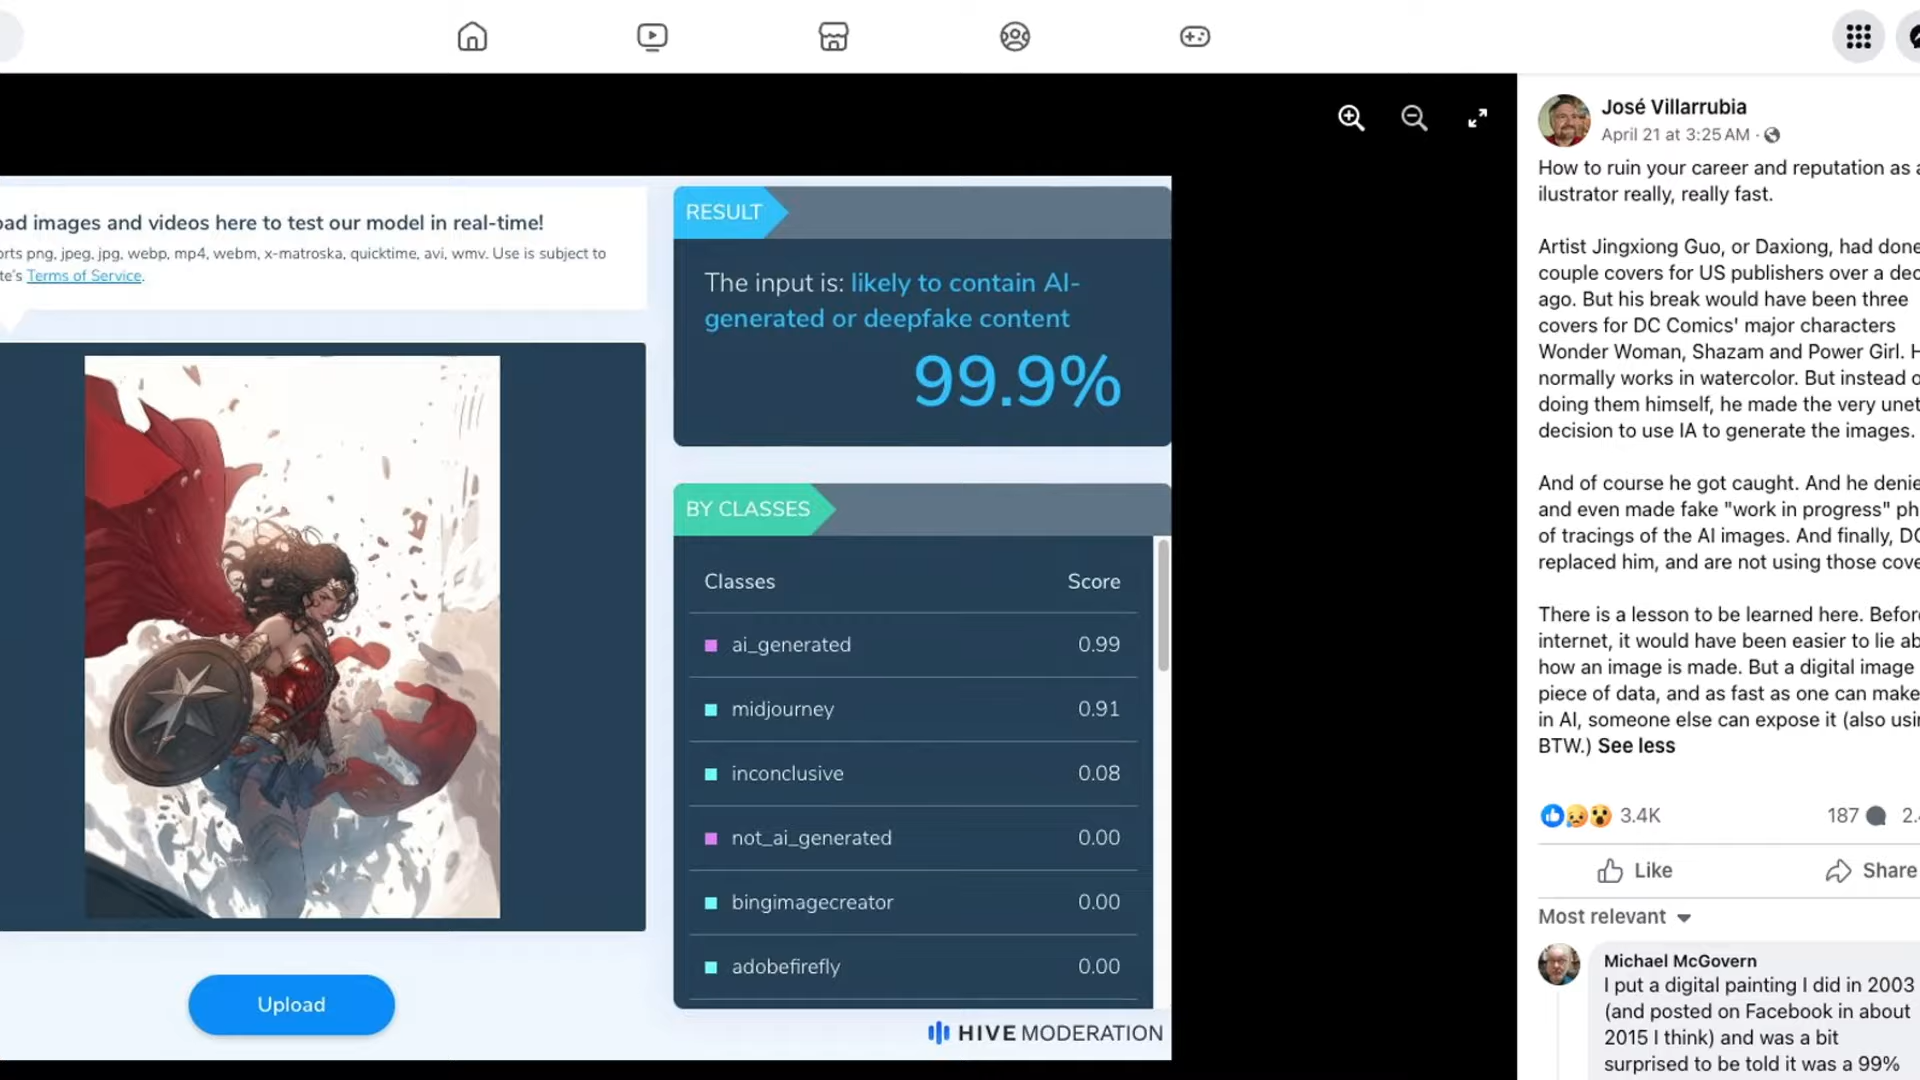 oad images and videos here to test our model in real-time!
orts png, jpeg, jpg, webp, mp4, webm, x-matroska, quicktime, avi, wmv. Use is subject to
te's Terms of Service.
Upload
RESULT
The input is: likely to contain AI-
generated or deepfake content
99.9%
BY CLASSES
Classes Score
ai_generated 0.99
midjourney 0.91
inconclusive 0.08
not_ai_generated 0.00
bingimagecreator 0.00
adobefirefly 0.00
HIVE MODERATION
José Villarrubia
April 21 at 3:25 AM ·
How to ruin your career and reputation as a
ilustrator really, really fast.
Artist Jingxiong Guo, or Daxiong, had done
couple covers for US publishers over a dec
ago. But his break would have been three
covers for DC Comics' major characters
Wonder Woman, Shazam and Power Girl. H
normally works in watercolor. But instead o
doing them himself, he made the very unet
decision to use IA to generate the images.
And of course he got caught. And he denie
and even made fake "work in progress" ph
of tracings of the AI images. And finally, DC
replaced him, and are not using those cove
There is a lesson to be learned here. Before
internet, it would have been easier to lie ab
how an image is made. But a digital image
piece of data, and as fast as one can make
in AI, someone else can expose it (also usi
BTW.) See less
3.4K 187 2.
Like Share
Most relevant
Michael McGovern
I put a digital painting I did in 2003
(and posted on Facebook in about
2015 I think) and was a bit
surprised to be told it was a 99%